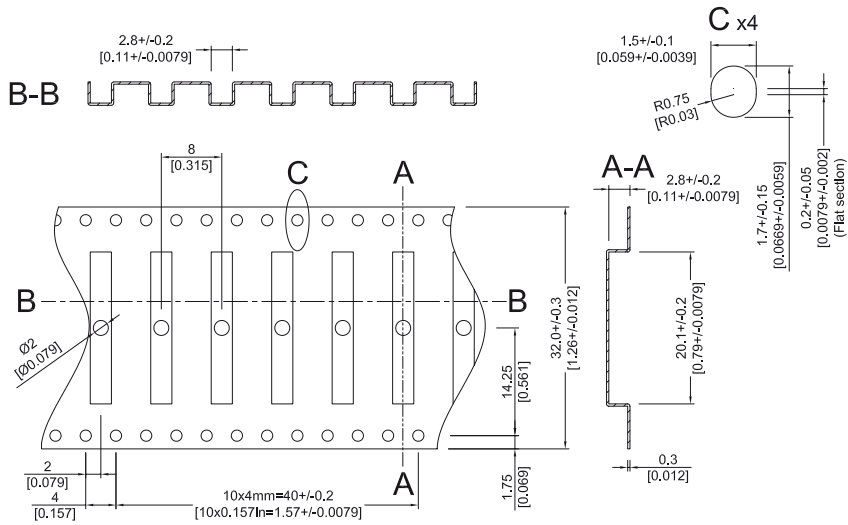 2.8+/-0.2
[0.11+/-0.0079]
B-B
C x4
1.5+/-0.1
[0.059+/-0.0039]
R0.75
[R0.03]
1.7+/-0.15
[0.0669+/-0.0059]
0.2+/-0.05
[0.0079+/-0.002]
(Flat section)
8
[0.315]
C
A
A-A
2.8+/-0.2
[0.11+/-0.0079]
B
B
Ø2
[Ø0.079]
14.25
[0.561]
32.0+/-0.3
[1.26+/-0.012]
20.1+/-0.2
[0.79+/-0.0079]
2
[0.079]
4
[0.157]
10x4mm=40+/-0.2
[10x0.157In=1.57+/-0.0079]
A
1.75
[0.069]
0.3
[0.012]